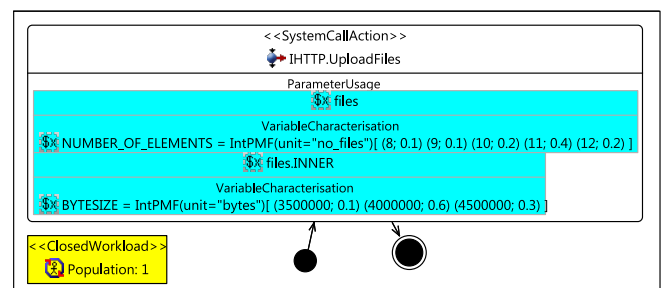 <<SystemCallAction>>
IHTTP.UploadFiles
ParameterUsage
$x files
VariableCharacterisation
$x NUMBER_OF_ELEMENTS = IntPMF(unit="no_files")[ (8; 0.1) (9; 0.1) (10; 0.2) (11; 0.4) (12; 0.2) ]
$x files.INNER
VariableCharacterisation
$x BYTESIZE = IntPMF(unit="bytes")[ (3500000; 0.1) (4000000; 0.6) (4500000; 0.3) ]
<<ClosedWorkload>>
Population: 1